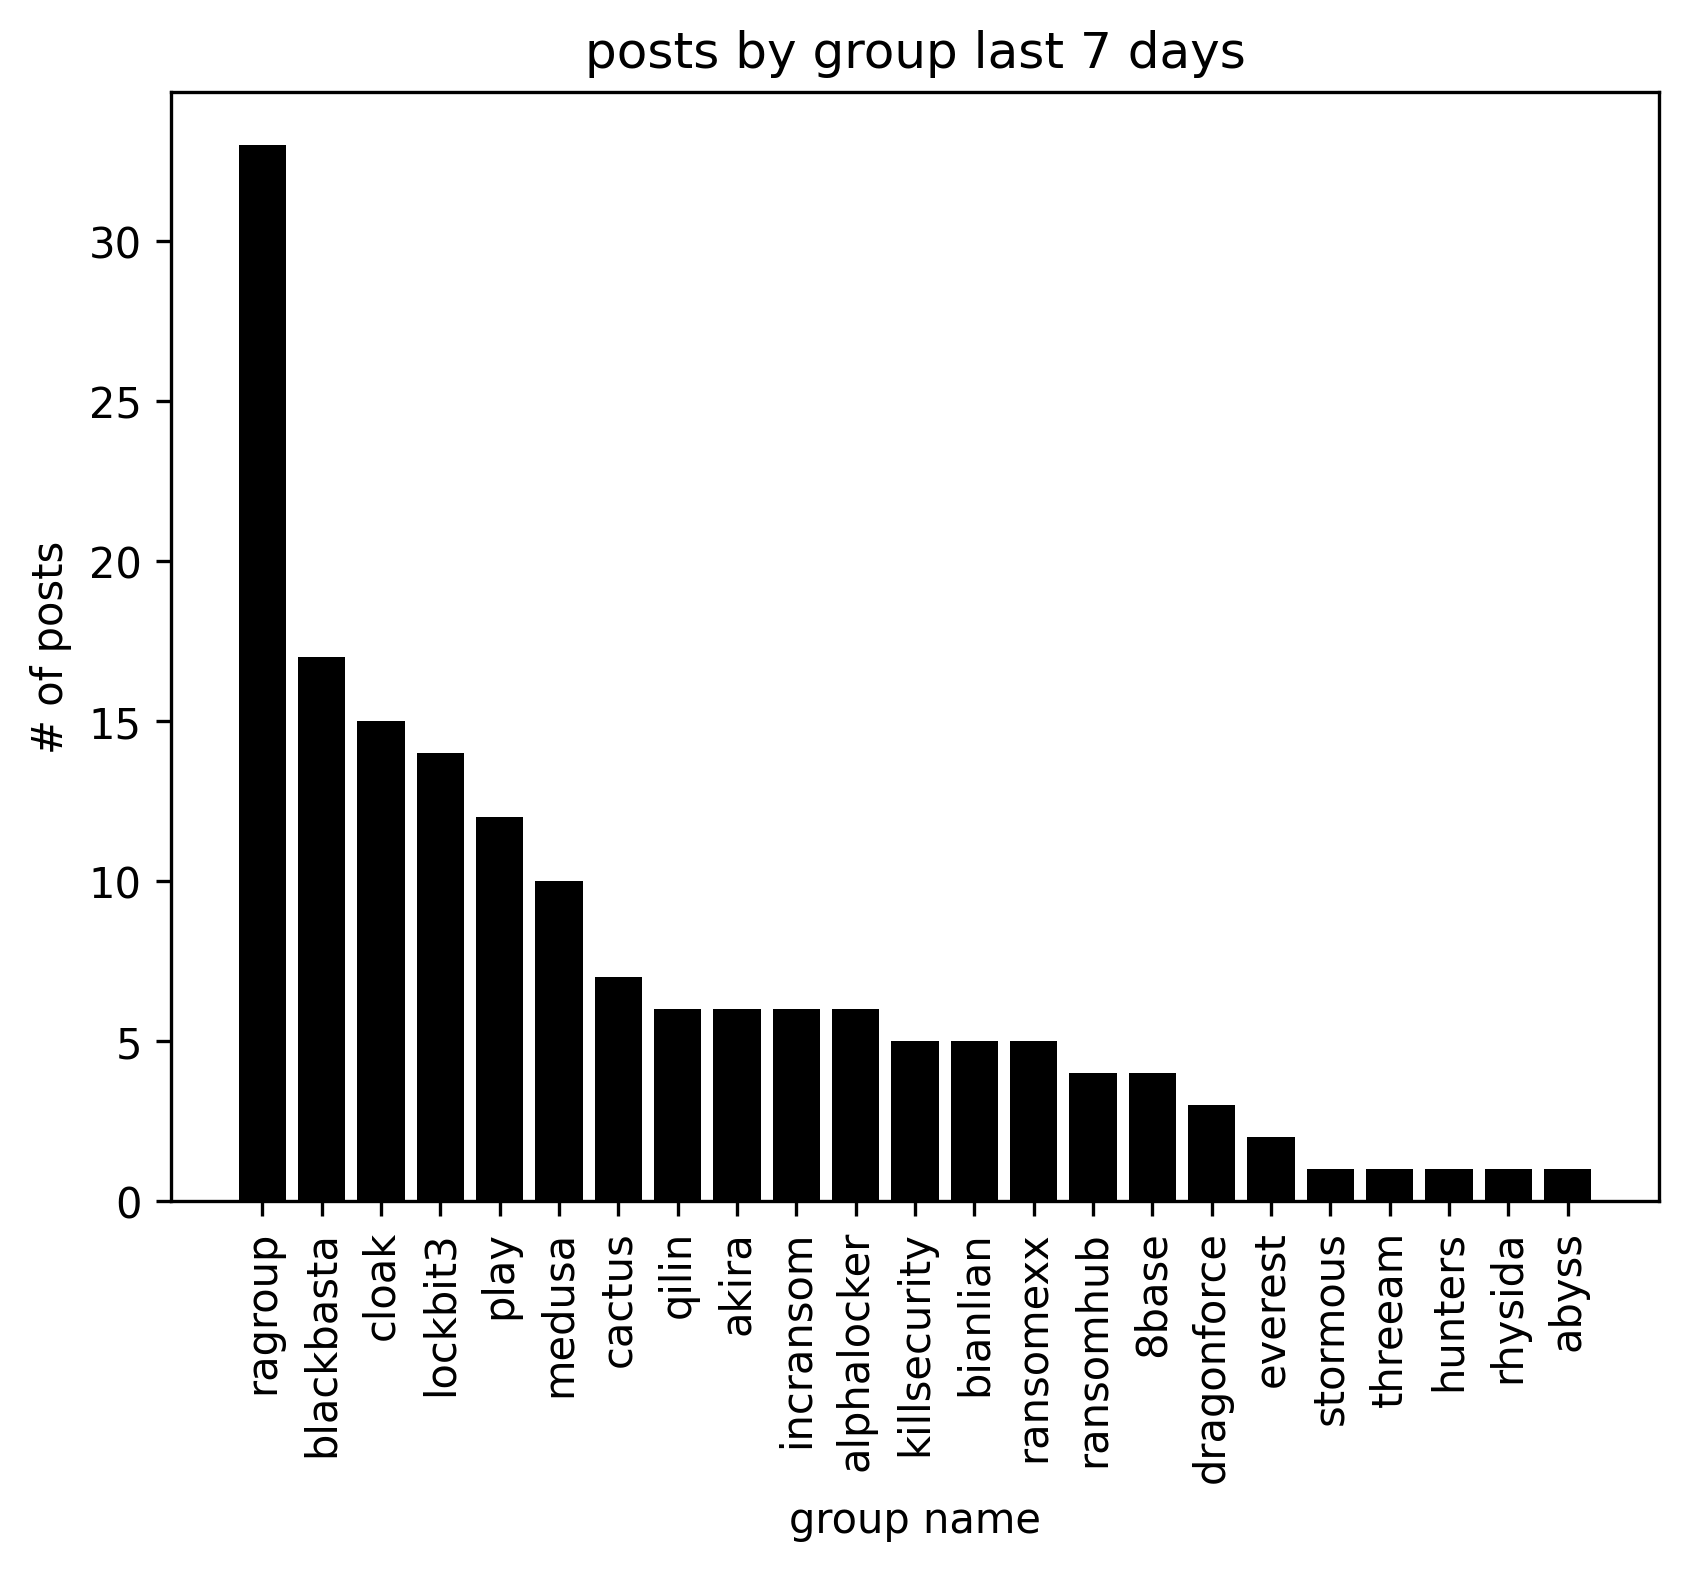 posts by group last 7 days
# of posts
30
25
20
15
10
5
0
ragroup
blackbasta
cloak
lockbit3
play
medusa
cactus
qilin
akira
incransom
alphalocker
killsecurity
bianlian
ransomexx
ransomhub
8base
dragonforce
everest
stormous
threeam
hunters
rhysida
abyss
group name